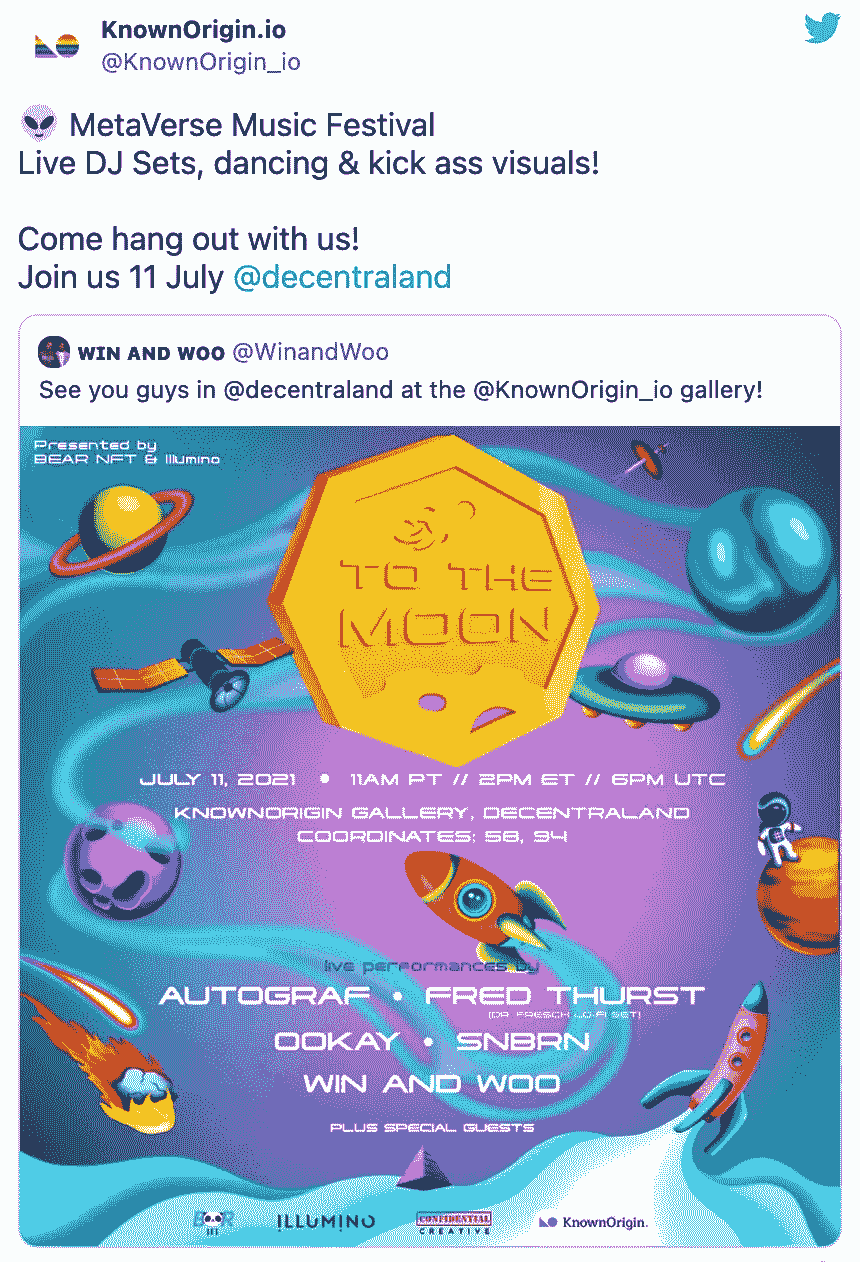 KnownOrigin.io
@KnownOrigin_io
MetaVerse Music Festival
Live DJ Sets, dancing & kick ass visuals!
Come hang out with us!
Join us 11 July @decentraland
WIN AND WOO @WinandWoo
See you guys in @decentraland at the @KnownOrigin_io gallery!
Presented by
BEAR NFT & Illumino
TO THE
MOON
JULY 11, 2021 • 11AM PT // 2PM ET // 6PM UTC
KNOWNORIGIN GALLERY, DECENTRALAND
COORDINATES: 58, 94
live performances by
AUTOGRAF • FRED THURST
(DR. FRESCH LO-FI SET)
OOKAY • SNBRN
WIN AND WOO
PLUS SPECIAL GUESTS
ILLUMINO
CONFIDENTIAL
CREATIVE
KnownOrigin.